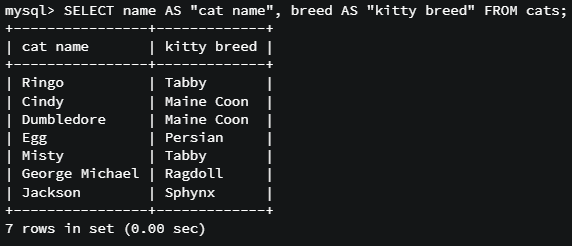 mysql> SELECT name AS "cat name", breed AS "kitty breed" FROM cats;
+----------------+-------------+
| cat name       | kitty breed |
+----------------+-------------+
| Ringo          | Tabby       |
| Cindy          | Maine Coon  |
| Dumbledore     | Maine Coon  |
| Egg            | Persian     |
| Misty          | Tabby       |
| George Michael | Ragdoll     |
| Jackson        | Sphynx      |
+----------------+-------------+
7 rows in set (0.00 sec)